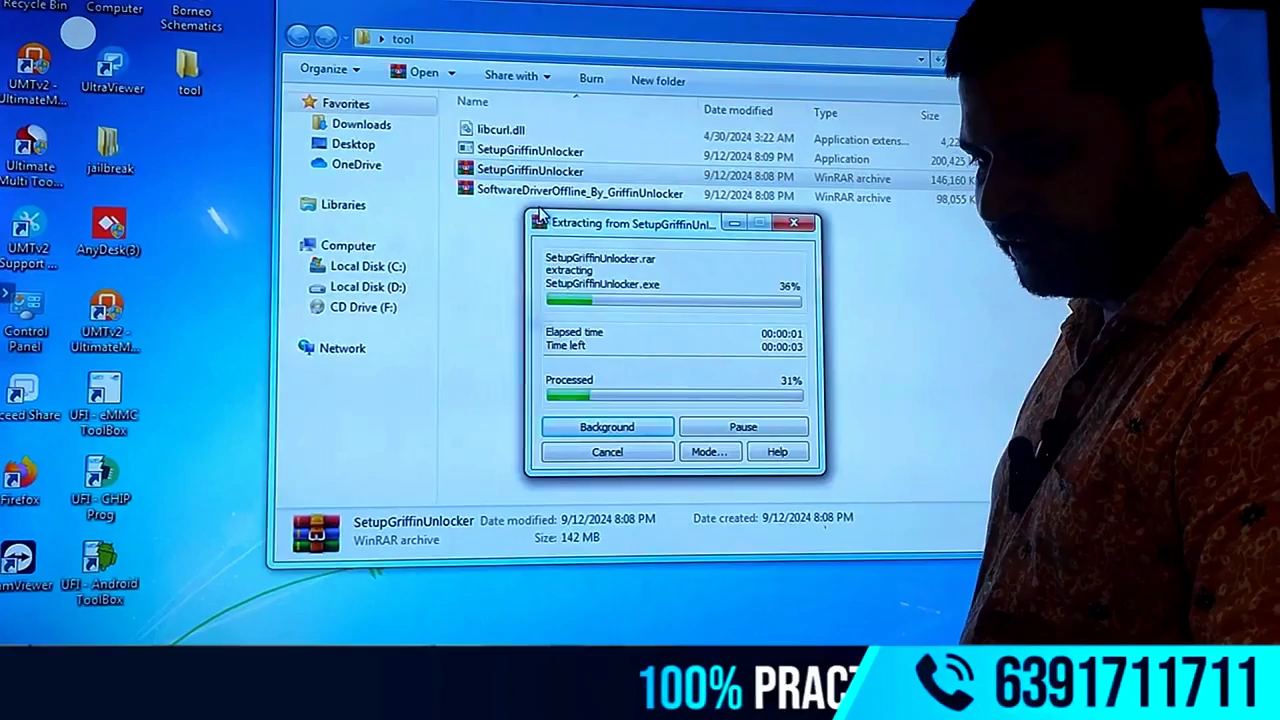 Recycle Bin
Computer
Borneo
Schematics
UMTv2 -
UltimateM...
UltraViewer
tool
Ultimate
Multi Too...
jailbreak
UMTv2
Support ...
AnyDesk(3)
Control
Panel
UMTv2 -
UltimateM...
ceed Share
UFI - eMMC
ToolBox
Firefox
UFI - CHIP
Prog
mViewer
UFI - Android
ToolBox
tool
Organize
Open
Share with
Burn
New folder
Favorites
Downloads
Desktop
OneDrive
Libraries
Computer
Local Disk (C:)
Local Disk (D:)
CD Drive (F:)
Network
Name
Date modified
Type
Size
libcurl.dll
4/30/2024 3:22 AM
Application extens...
4,22
SetupGriffinUnlocker
9/12/2024 8:09 PM
Application
200,425 K
SetupGriffinUnlocker
9/12/2024 8:08 PM
WinRAR archive
146,160 K
SoftwareDriverOffline_By_GriffinUnlocker
9/12/2024 8:08 PM
WinRAR archive
98,055
Extracting from SetupGriffinUnl...
SetupGriffinUnlocker.rar
extracting
SetupGriffinUnlocker.exe
36%
Elapsed time
00:00:01
Time left
00:00:03
Processed
31%
Background
Pause
Cancel
Mode...
Help
SetupGriffinUnlocker
Date modified: 9/12/2024 8:08 PM
Date created: 9/12/2024 8:08 PM
WinRAR archive
Size: 142 MB
100% PRAC
6391711711